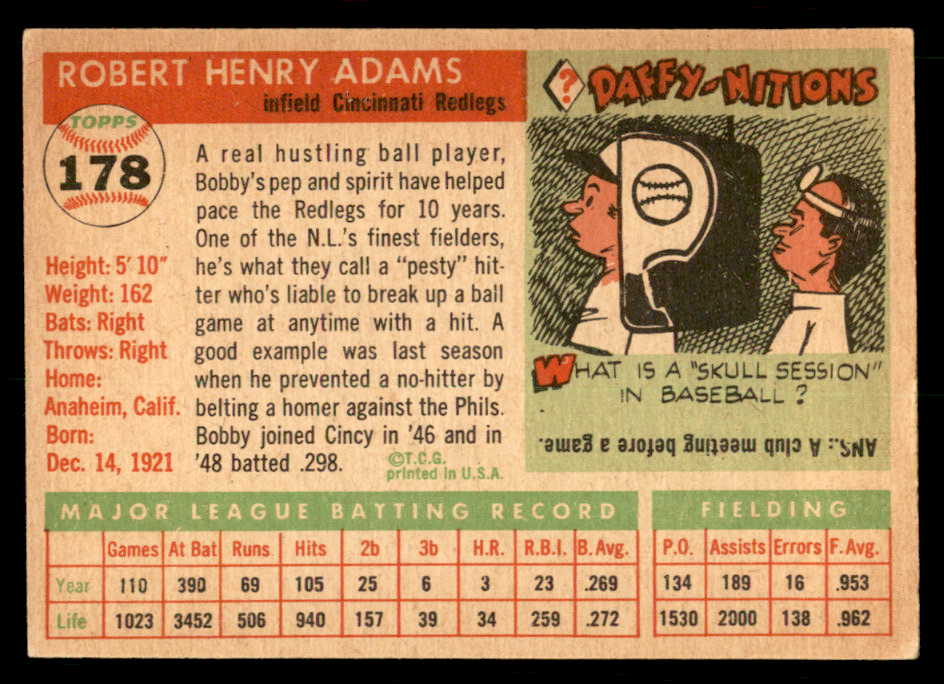 ROBERT HENRY ADAMS
infield Cincinnati Redlegs
TOPPS
178
Height: 5' 10"
Weight: 162
Bats: Right
Throws: Right
Home:
Anaheim, Calif.
Born:
Dec. 14, 1921
A real hustling ball player,
Bobby's pep and spirit have helped
pace the Redlegs for 10 years.
One of the N.L.'s finest fielders,
he's what they call a "pesty" hit-
ter who's liable to break up a ball
game at anytime with a hit. A
good example was last season
when he prevented a no-hitter by
belting a homer against the Phils.
Bobby joined Cincy in '46 and in
'48 batted .298.
©T.C.G.
printed in U.S.A.
? DAFFY-NITIONS
WHAT IS A "SKULL SESSION"
IN BASEBALL?
ANS.: A club meeting before a game.
MAJOR LEAGUE BATTING RECORD
Games At Bat Runs Hits 2b 3b H.R. R.B.I. B.Avg.
Year 110 390 69 105 25 6 3 23 .269
Life 1023 3452 506 940 157 39 34 259 .272
FIELDING
P.O. Assists Errors F.Avg.
134 189 16 .953
1530 2000 138 .962